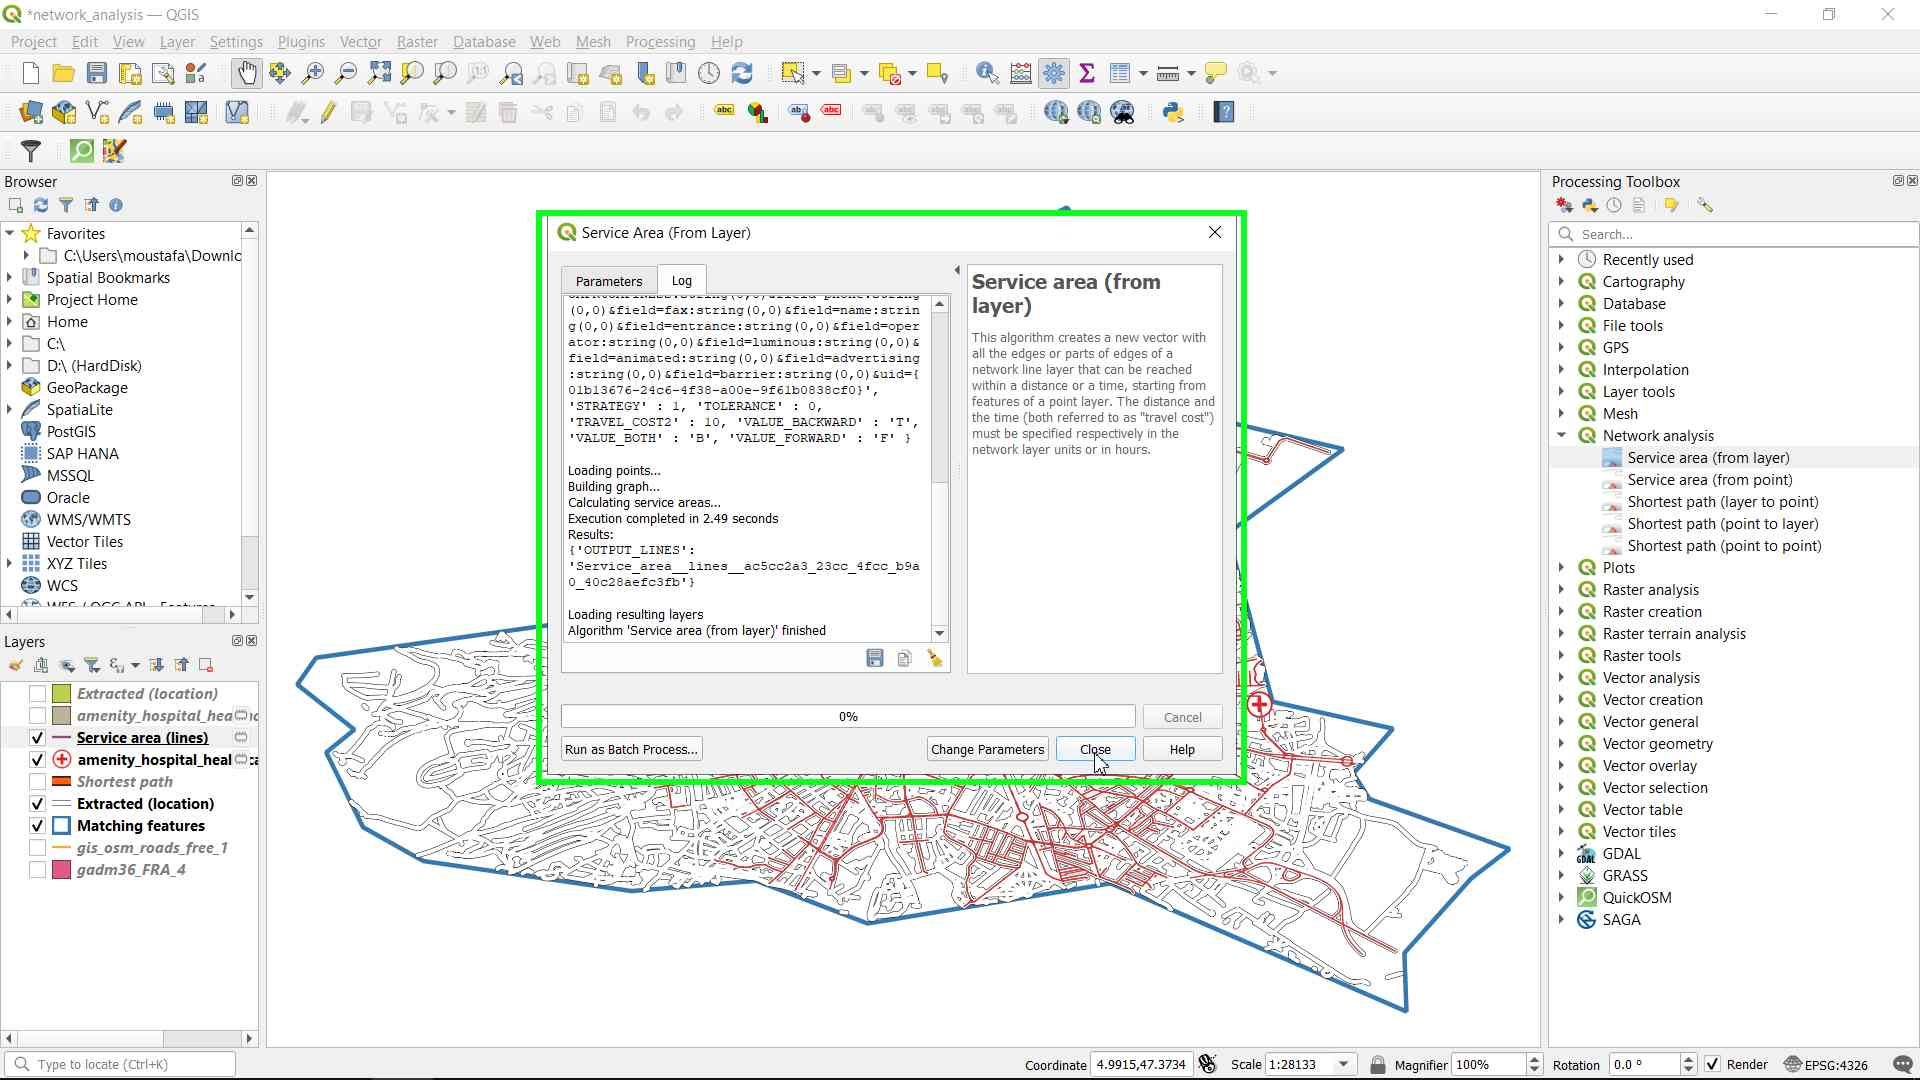 *network_analysis — QGIS
Project Edit View Layer Settings Plugins Vector Raster Database Web Mesh Processing Help
Browser
Favorites
C:\Users\moustafa\Downlc
Spatial Bookmarks
Project Home
Home
C:\
D:\ (HardDisk)
GeoPackage
SpatiaLite
PostGIS
SAP HANA
MSSQL
Oracle
WMS/WMTS
Vector Tiles
XYZ Tiles
WCS
Layers
Extracted (location)
amenity_hospital_hea
Service area (lines)
amenity_hospital_heal
Shortest path
Extracted (location)
Matching features
gis_osm_roads_free_1
gadm36_FRA_4
Service Area (From Layer)
Parameters Log
(0,0)&field=fax:string(0,0)&field=name:strin
g(0,0)&field=entrance:string(0,0)&field=oper
ator:string(0,0)&field=luminous:string(0,0)&
field=animated:string(0,0)&field=advertising
:string(0,0)&field=barrier:string(0,0)&uid={
01b13676-24c6-4f38-a00e-9f61b0838cf0}',
'STRATEGY' : 1, 'TOLERANCE' : 0,
'TRAVEL_COST2' : 10, 'VALUE_BACKWARD' : 'T',
'VALUE_BOTH' : 'B', 'VALUE_FORWARD' : 'F' }
Loading points...
Building graph...
Calculating service areas...
Execution completed in 2.49 seconds
Results:
{'OUTPUT_LINES':
'Service_area__lines__ac5cc2a3_23cc_4fcc_b9a
0_40c28aefc3fb'}
Loading resulting layers
Algorithm 'Service area (from layer)' finished
Service area (from
layer)
This algorithm creates a new vector with
all the edges or parts of edges of a
network line layer that can be reached
within a distance or a time, starting from
features of a point layer. The distance and
the time (both referred to as "travel cost")
must be specified respectively in the
network layer units or in hours.
0%
Cancel
Run as Batch Process...
Change Parameters
Close
Help
Processing Toolbox
Search...
Recently used
Cartography
Database
File tools
GPS
Interpolation
Layer tools
Mesh
Network analysis
Service area (from layer)
Service area (from point)
Shortest path (layer to point)
Shortest path (point to layer)
Shortest path (point to point)
Plots
Raster analysis
Raster creation
Raster terrain analysis
Raster tools
Vector analysis
Vector creation
Vector general
Vector geometry
Vector overlay
Vector selection
Vector table
Vector tiles
GDAL
GRASS
QuickOSM
SAGA
Type to locate (Ctrl+K)
Coordinate 4.9915,47.3734 Scale 1:28133 Magnifier 100% Rotation 0.0 ° Render EPSG:4326